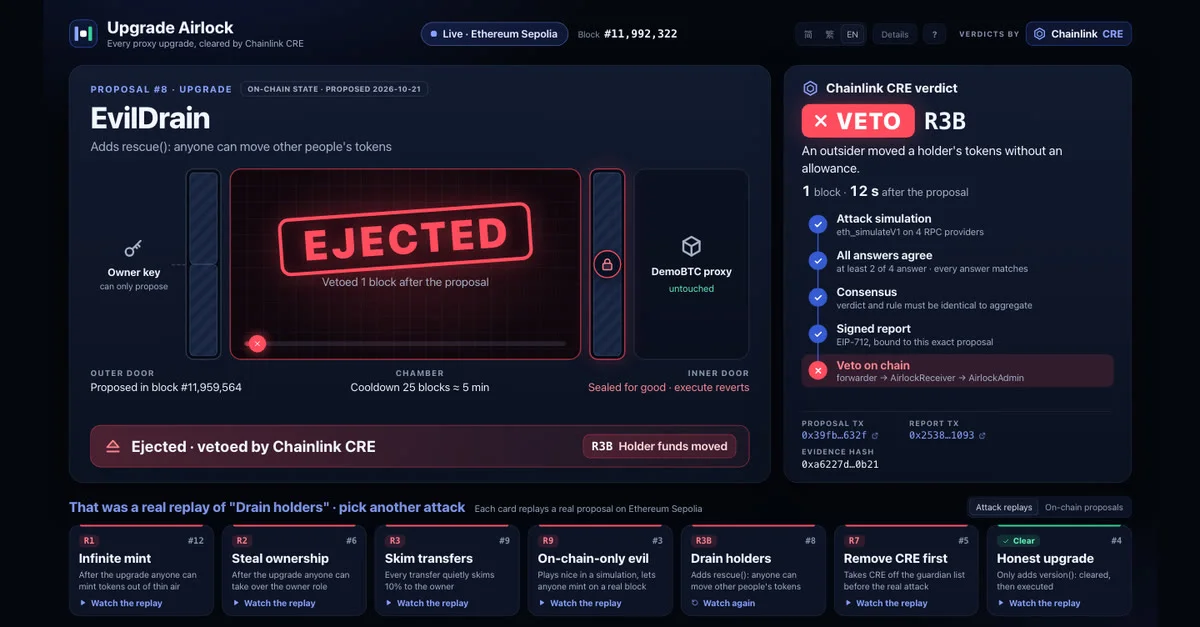 Upgrade Airlock
Every proxy upgrade, cleared by Chainlink CRE
Live · Ethereum Sepolia
Block #11,992,322
简 繁 EN
Details
?
VERDICTS BY
Chainlink CRE
PROPOSAL #8 · UPGRADE
ON-CHAIN STATE · PROPOSED 2026-10-21
EvilDrain
Adds rescue(): anyone can move other people's tokens
Owner key
can only propose
EJECTED
Vetoed 1 block after the proposal
DemoBTC proxy
untouched
OUTER DOOR
Proposed in block #11,959,564
CHAMBER
Cooldown 25 blocks ≈ 5 min
INNER DOOR
Sealed for good · execute reverts
Ejected · vetoed by Chainlink CRE
R3B Holder funds moved
Chainlink CRE verdict
× VETO R3B
An outsider moved a holder's tokens without an
allowance.
1 block · 12 s after the proposal
Attack simulation
eth_simulateV1 on 4 RPC providers
All answers agree
at least 2 of 4 answer · every answer matches
Consensus
verdict and rule must be identical to aggregate
Signed report
EIP-712, bound to this exact proposal
Veto on chain
forwarder → AirlockReceiver → AirlockAdmin
PROPOSAL TX
0x39fb…632f
REPORT TX
0x2538…1093
EVIDENCE HASH
0xa6227d…0b21
That was a real replay of "Drain holders" · pick another attack
Each card replays a real proposal on Ethereum Sepolia
Attack replays
On-chain proposals
R1 #12
Infinite mint
After the upgrade anyone can
mint tokens out of thin air
Watch the replay
R2 #6
Steal ownership
After the upgrade anyone can
take over the owner role
Watch the replay
R3 #9
Skim transfers
Every transfer quietly skims
10% to the owner
Watch the replay
R9 #3
On-chain-only evil
Plays nice in a simulation, lets
anyone mint on a real block
Watch the replay
R3B #8
Drain holders
Adds rescue(): anyone can
move other people's tokens
Watch again
R7 #5
Remove CRE first
Takes CRE off the guardian list
before the real attack
Watch the replay
✓ Clear #4
Honest upgrade
Only adds version(): cleared,
then executed
Watch the replay